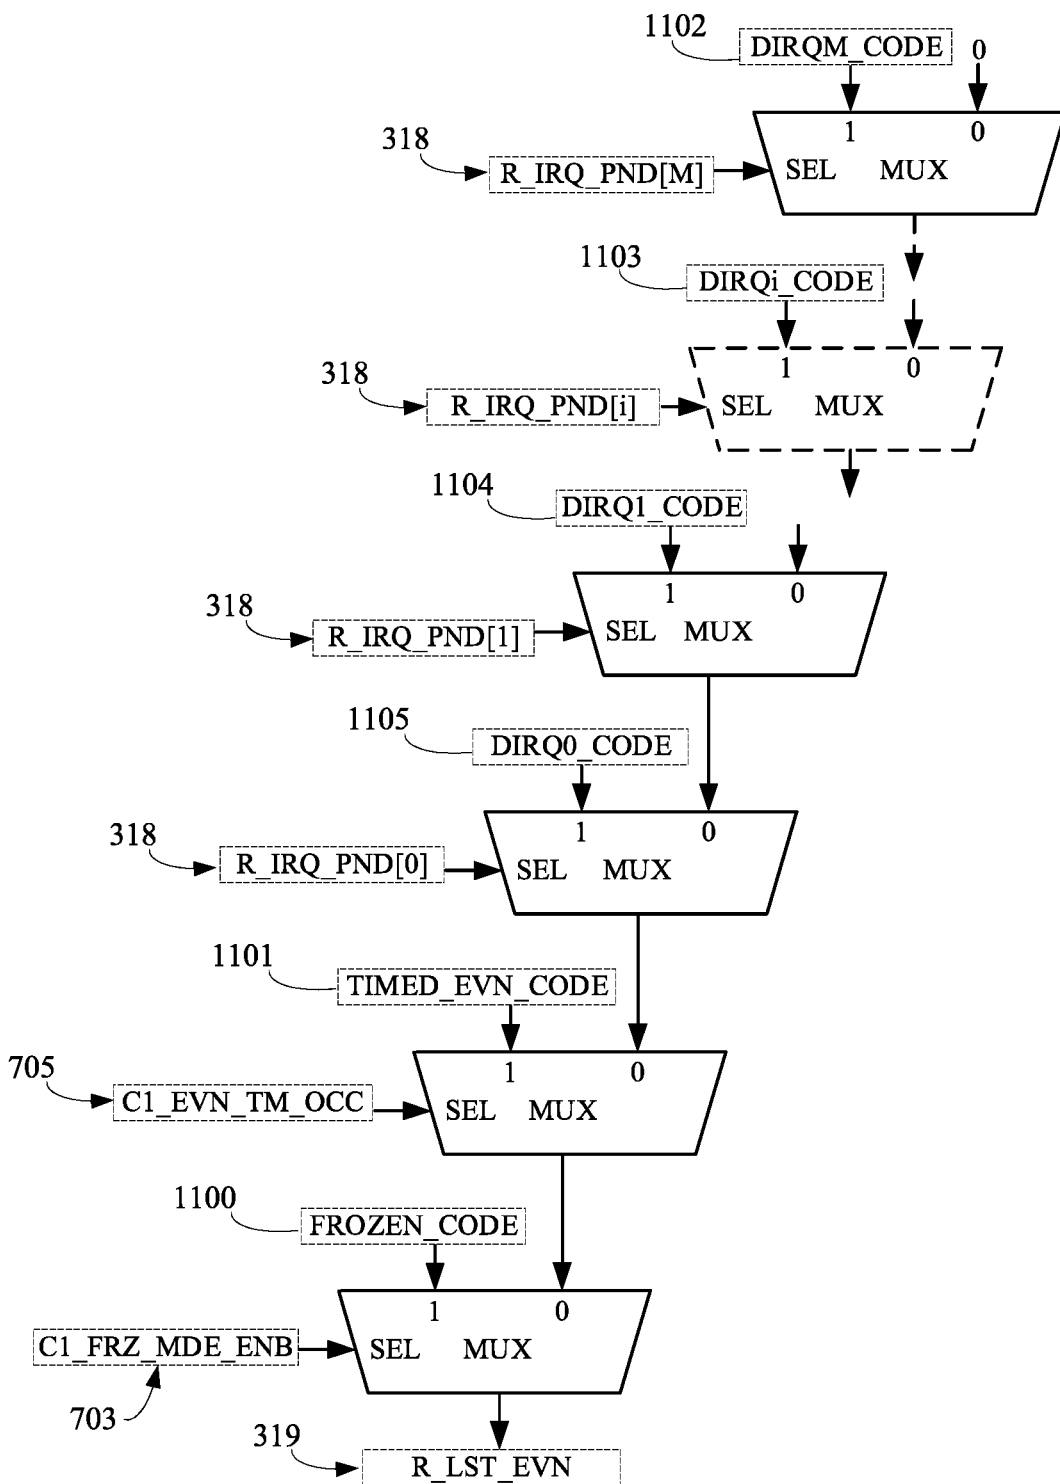 1102
DIRQM_CODE 0
1 0
318
R_IRQ_PND[M]
SEL MUX
1103
DIRQi_CODE
1 0
318
R_IRQ_PND[i]
SEL MUX
1104
DIRQ1_CODE
1 0
318
R_IRQ_PND[1]
SEL MUX
1105
DIRQ0_CODE
1 0
318
R_IRQ_PND[0]
SEL MUX
1101
TIMED_EVN_CODE
1 0
705
C1_EVN_TM_OCC
SEL MUX
1100
FROZEN_CODE
1 0
C1_FRZ_MDE_ENB
SEL MUX
703
319
R_LST_EVN